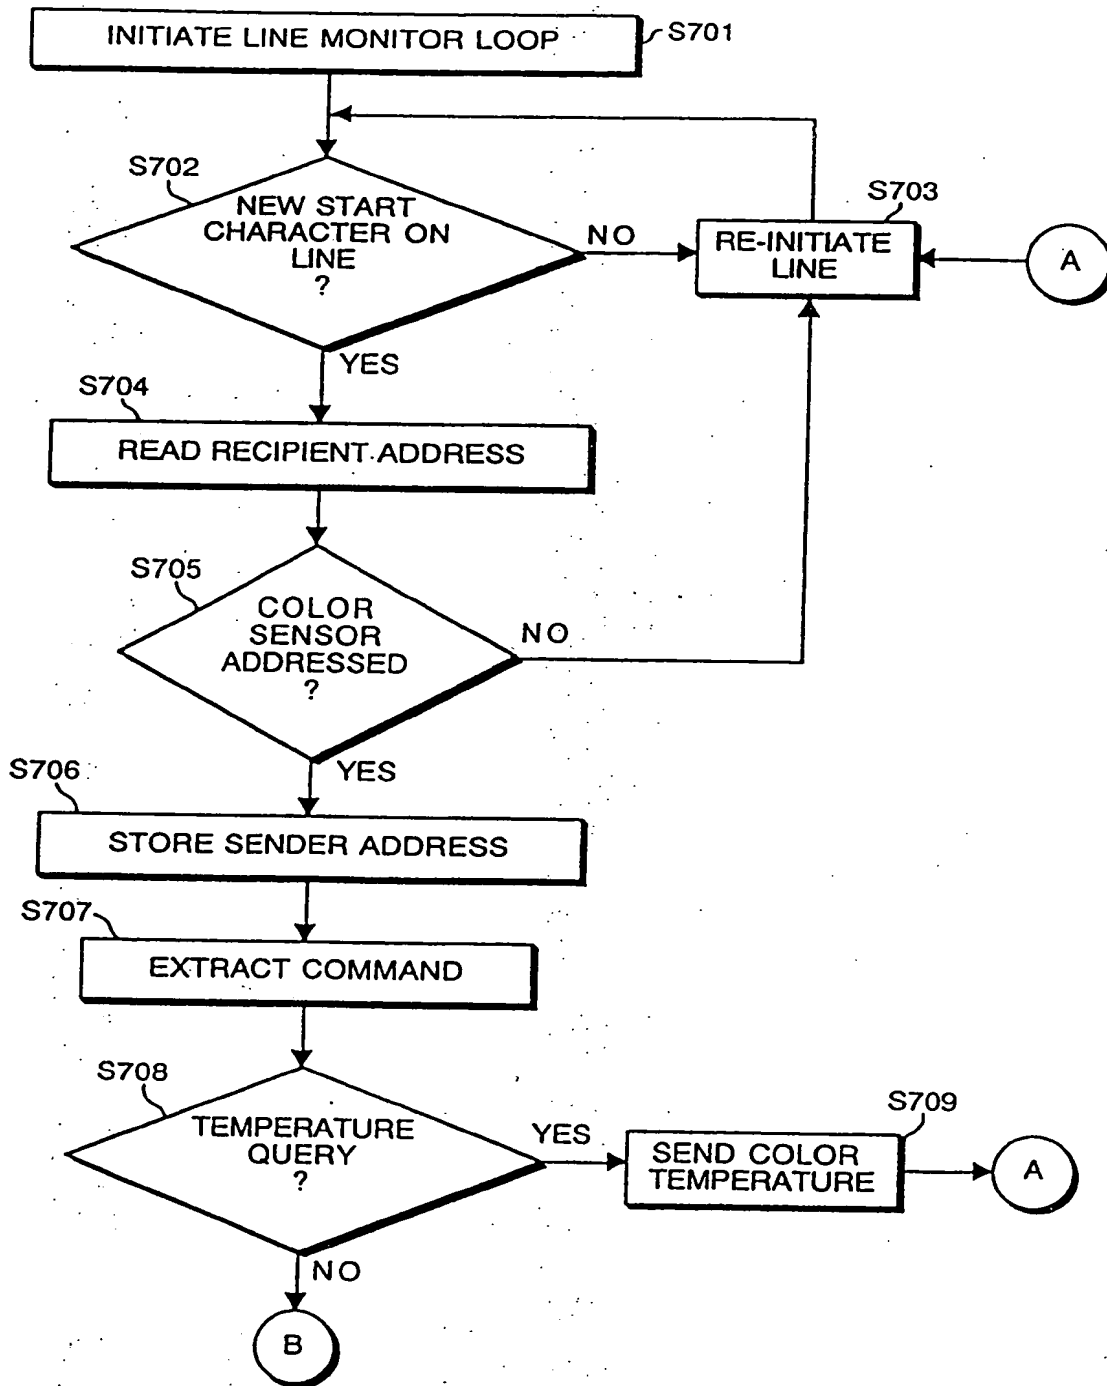 INITIATE LINE MONITOR LOOP
S701
S702
NEW START
CHARACTER ON
LINE
?
NO
S703
RE-INITIATE
LINE
A
YES
S704
READ RECIPIENT ADDRESS
S705
COLOR
SENSOR
ADDRESSED
?
NO
YES
S706
STORE SENDER ADDRESS
S707
EXTRACT COMMAND
S708
TEMPERATURE
QUERY
?
YES
S709
SEND COLOR
TEMPERATURE
A
NO
B